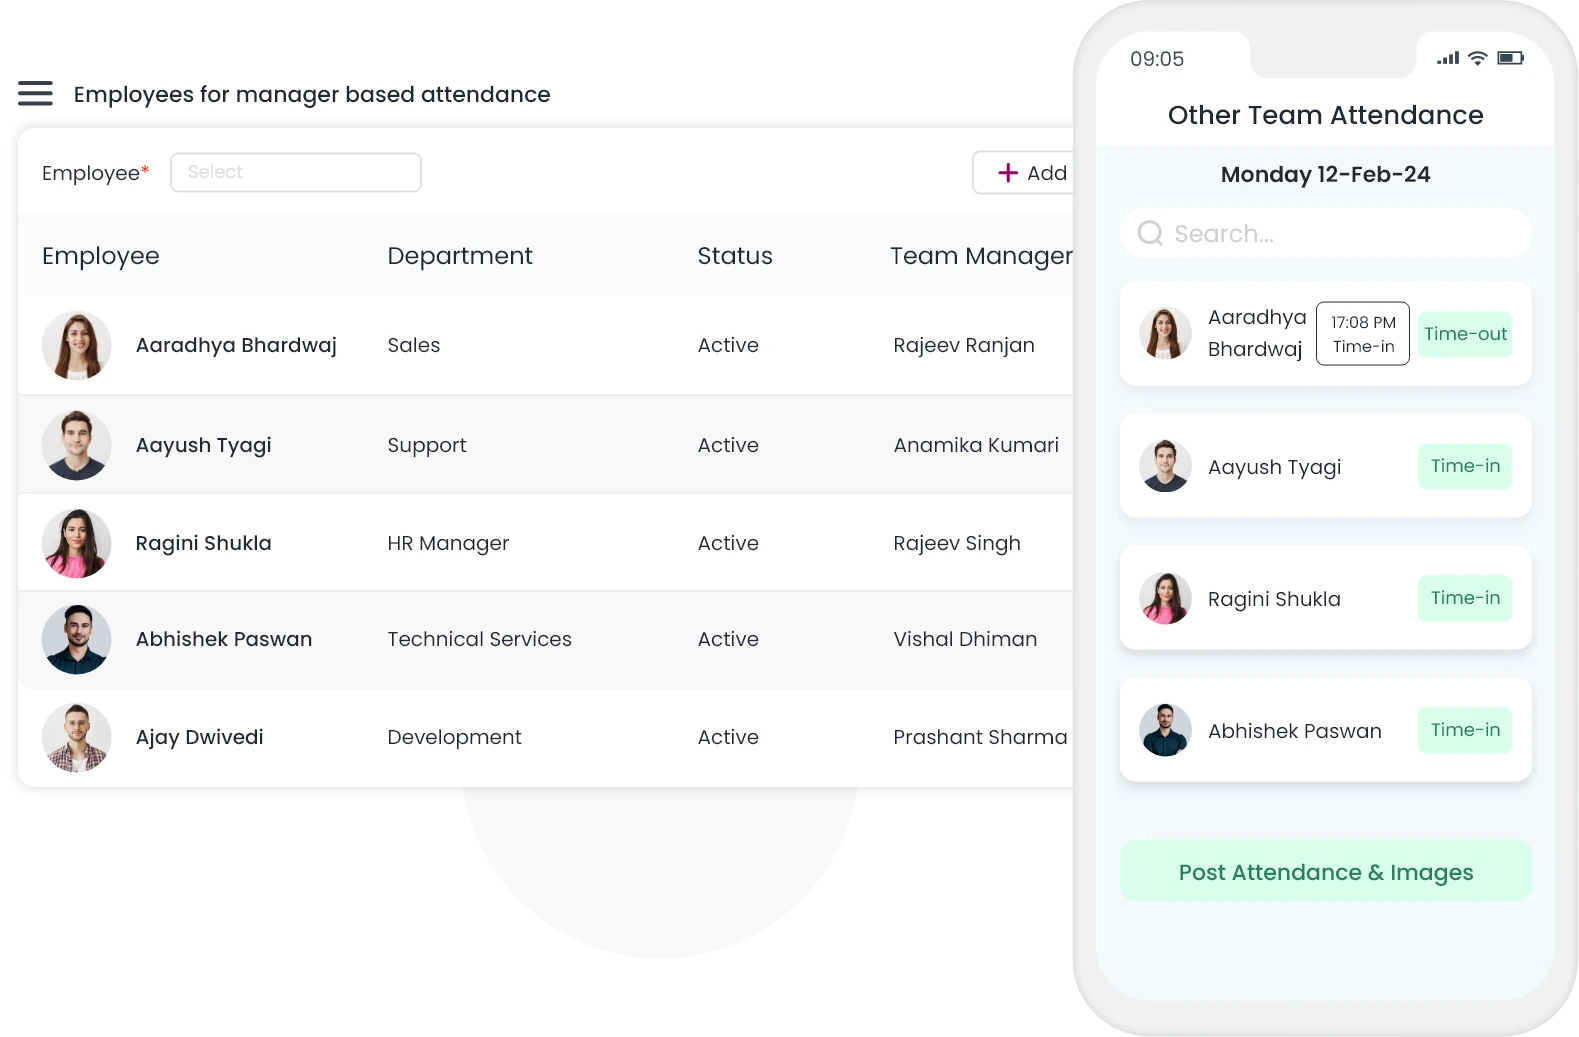 Employees for manager based attendance
Employee* Select + Add
Employee Department Status Team Manager
Aaradhya Bhardwaj Sales Active Rajeev Ranjan
Aayush Tyagi Support Active Anamika Kumari
Ragini Shukla HR Manager Active Rajeev Singh
Abhishek Paswan Technical Services Active Vishal Dhiman
Ajay Dwivedi Development Active Prashant Sharma
09:05
Other Team Attendance
Monday 12-Feb-24
Search...
Aaradhya
Bhardwaj
17:08 PM
Time-in
Time-out
Aayush Tyagi Time-in
Ragini Shukla Time-in
Abhishek Paswan Time-in
Post Attendance & Images